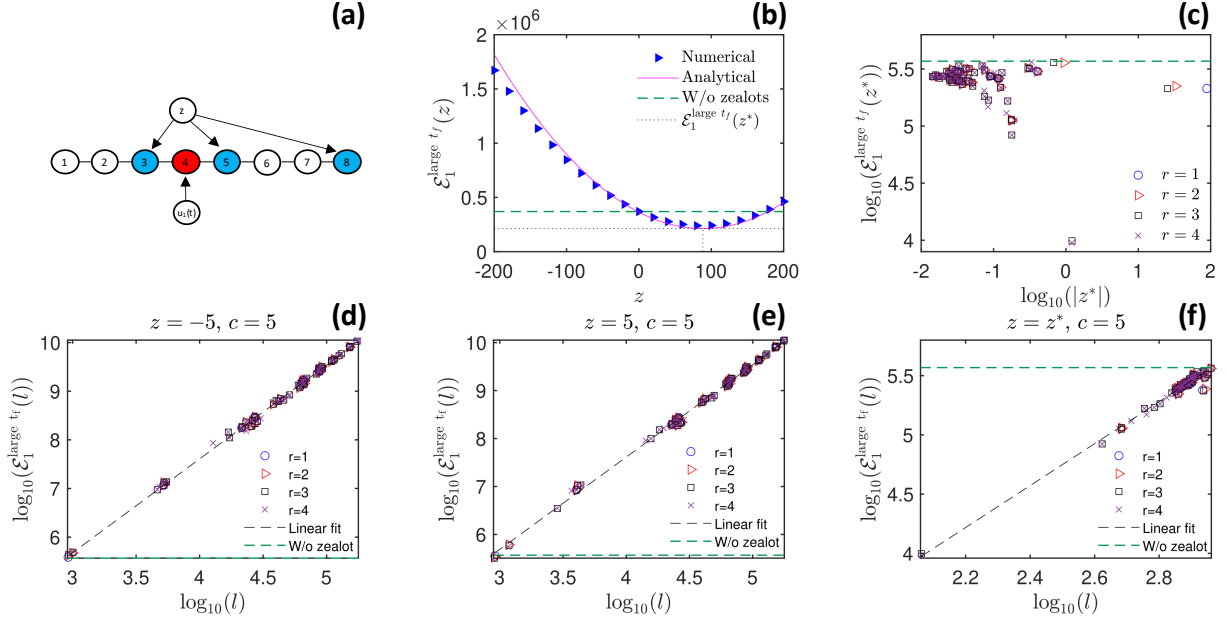 (a)
z
1 2 3 4 5 6 7 8
u₁(t)
(b)
×10⁶
2
1.5
1
0.5
0
-200 -100 0 100 200
z
ℰ₁^{large t_f}(z)
Numerical
Analytical
W/o zealots
ℰ₁^{large t_f}(z*)
(c)
5.5
5
4.5
4
-2 -1 0 1 2
log₁₀(|z*|)
log₁₀(ℰ₁^{large t_f}(z*))
r = 1
r = 2
r = 3
r = 4
(d)
z = −5, c = 5
10
9
8
7
6
3 3.5 4 4.5 5
log₁₀(l)
log₁₀(ℰ₁^{large t_f}(l))
r=1
r=2
r=3
r=4
Linear fit
W/o zealot
(e)
z = 5, c = 5
10
9
8
7
6
3 3.5 4 4.5 5
log₁₀(l)
log₁₀(ℰ₁^{large t_f}(l))
r=1
r=2
r=3
r=4
Linear fit
W/o zealot
(f)
z = z*, c = 5
5.5
5
4.5
4
2.2 2.4 2.6 2.8
log₁₀(l)
log₁₀(ℰ₁^{large t_f}(l))
r=1
r=2
r=3
r=4
Linear fit
W/o zealot